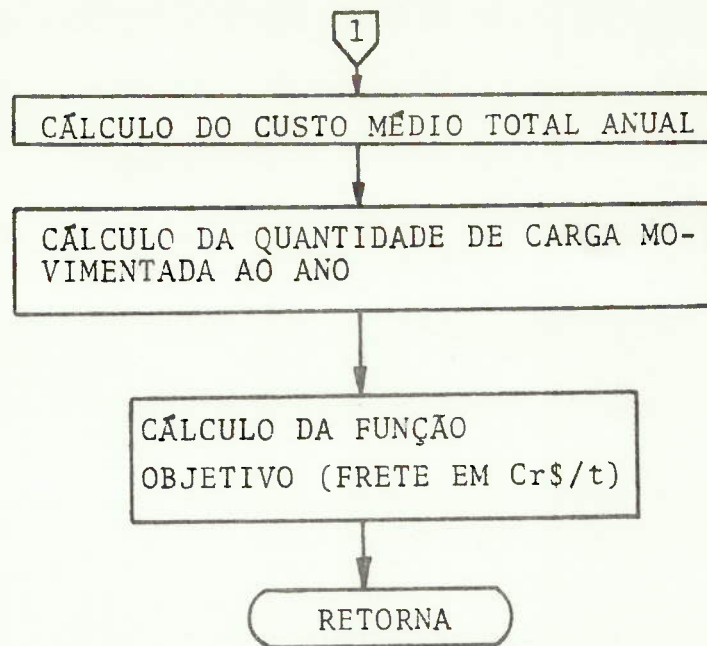 1
CÁLCULO DO CUSTO MÉDIO TOTAL ANUAL
CÁLCULO DA QUANTIDADE DE CARGA MO-
VIMENTADA AO ANO
CÁLCULO DA FUNÇÃO
OBJETIVO (FRETE EM Cr$/t)
RETORNA